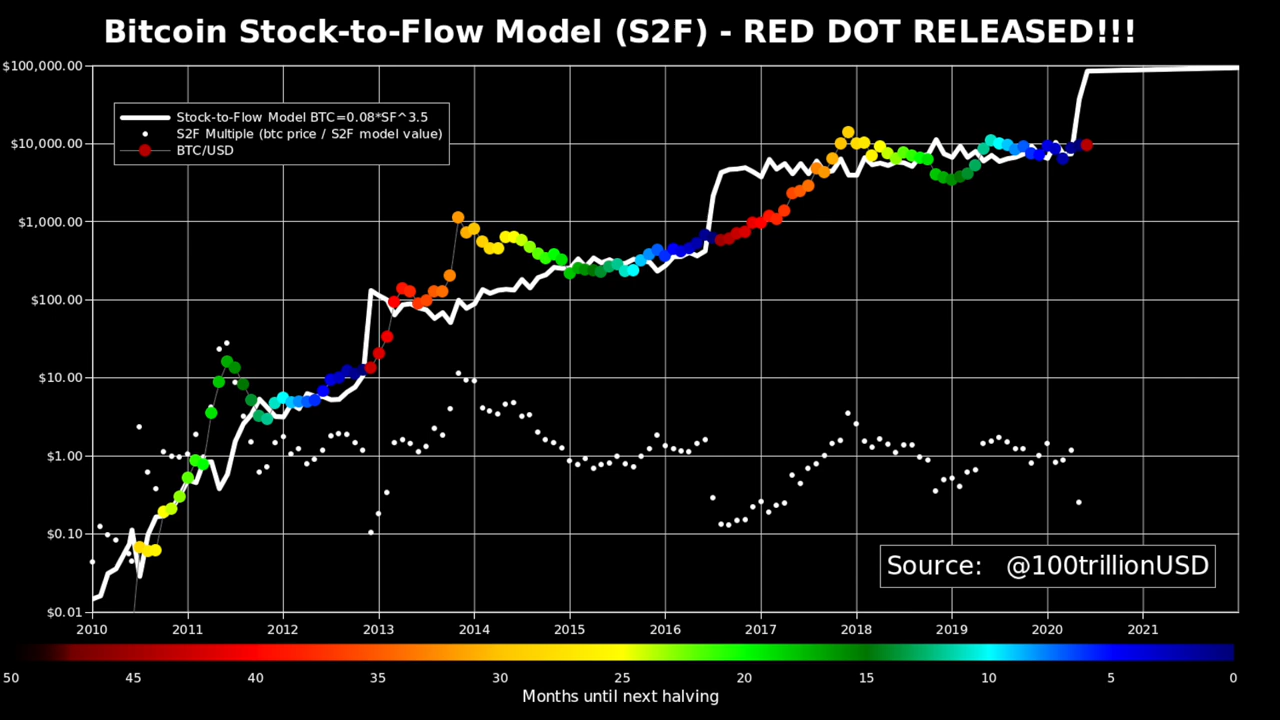 Bitcoin Stock-to-Flow Model (S2F) - RED DOT RELEASED!!!
$100,000.00
Stock-to-Flow Model BTC=0.08*SF^3.5
S2F Multiple (btc price / S2F model value)
BTC/USD
$10,000.00
$1,000.00
$100.00
$10.00
$1.00
$0.10
Source: @100trillionUSD
$0.01
2010 2011 2012 2013 2014 2015 2016 2017 2018 2019 2020 2021
50 45 40 35 30 25 20 15 10 5 0
Months until next halving